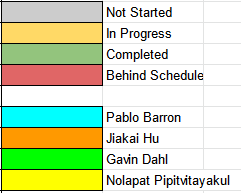 Not Started
In Progress
Completed
Behind Schedule
Pablo Barron
Jiakai Hu
Gavin Dahl
Nolapat Pipitvitayakul